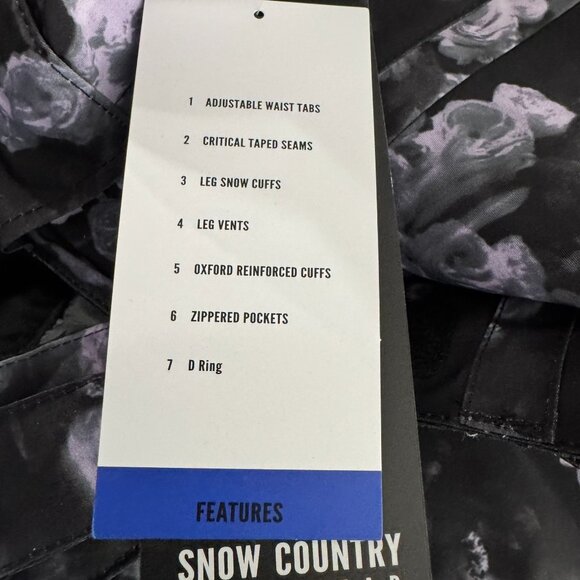 1 ADJUSTABLE WAIST TABS
2 CRITICAL TAPED SEAMS
3 LEG SNOW CUFFS
4 LEG VENTS
5 OXFORD REINFORCED CUFFS
6 ZIPPERED POCKETS
7 D Ring
FEATURES
SNOW COUNTRY